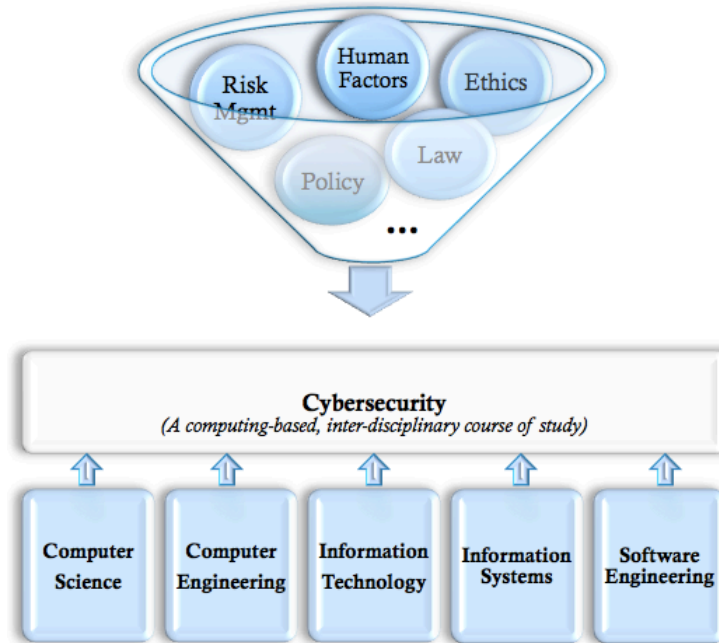 Human
Factors
Risk
Mgmt
Ethics
Law
Policy
...
Cybersecurity
(A computing-based, inter-disciplinary course of study)
Computer
Science
Computer
Engineering
Information
Technology
Information
Systems
Software
Engineering